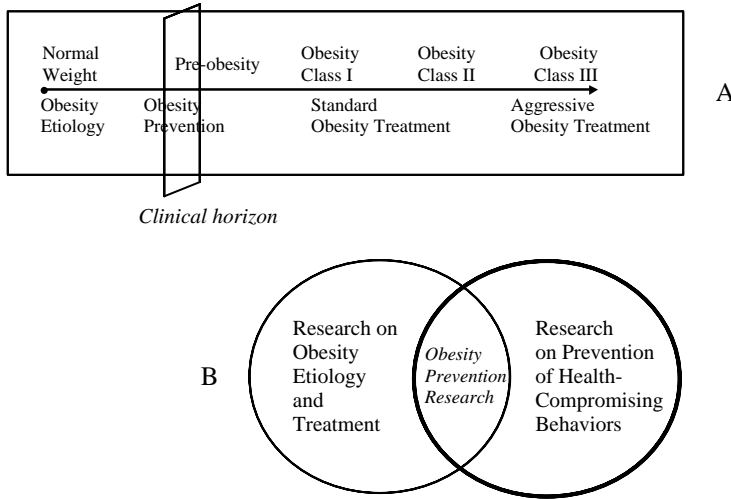 Normal
Weight
Pre-obesity
Obesity
Class I
Obesity
Class II
Obesity
Class III
A
Obesity
Etiology
Obesity
Prevention
Standard
Obesity Treatment
Aggressive
Obesity Treatment
Clinical horizon
B
Research on
Obesity
Etiology
and
Treatment
Obesity
Prevention
Research
Research
on Prevention
of Health-
Compromising
Behaviors